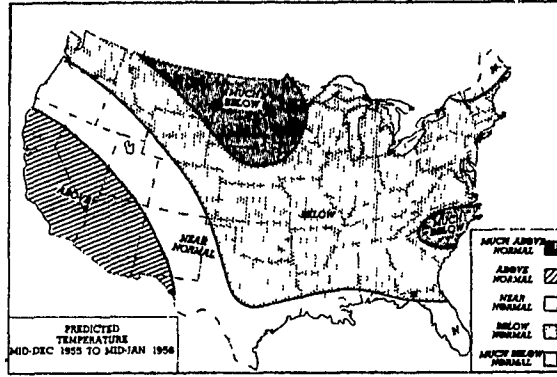 MUCH
BELOW
ABOVE
NEAR
NORMAL
BELOW
MUCH
BELOW
N
PREDICTED
TEMPERATURE
MID-DEC 1955 TO MID-JAN 1956
MUCH ABOVE
NORMAL
ABOVE
NORMAL
NEAR
NORMAL
BELOW
NORMAL
MUCH BELOW
NORMAL